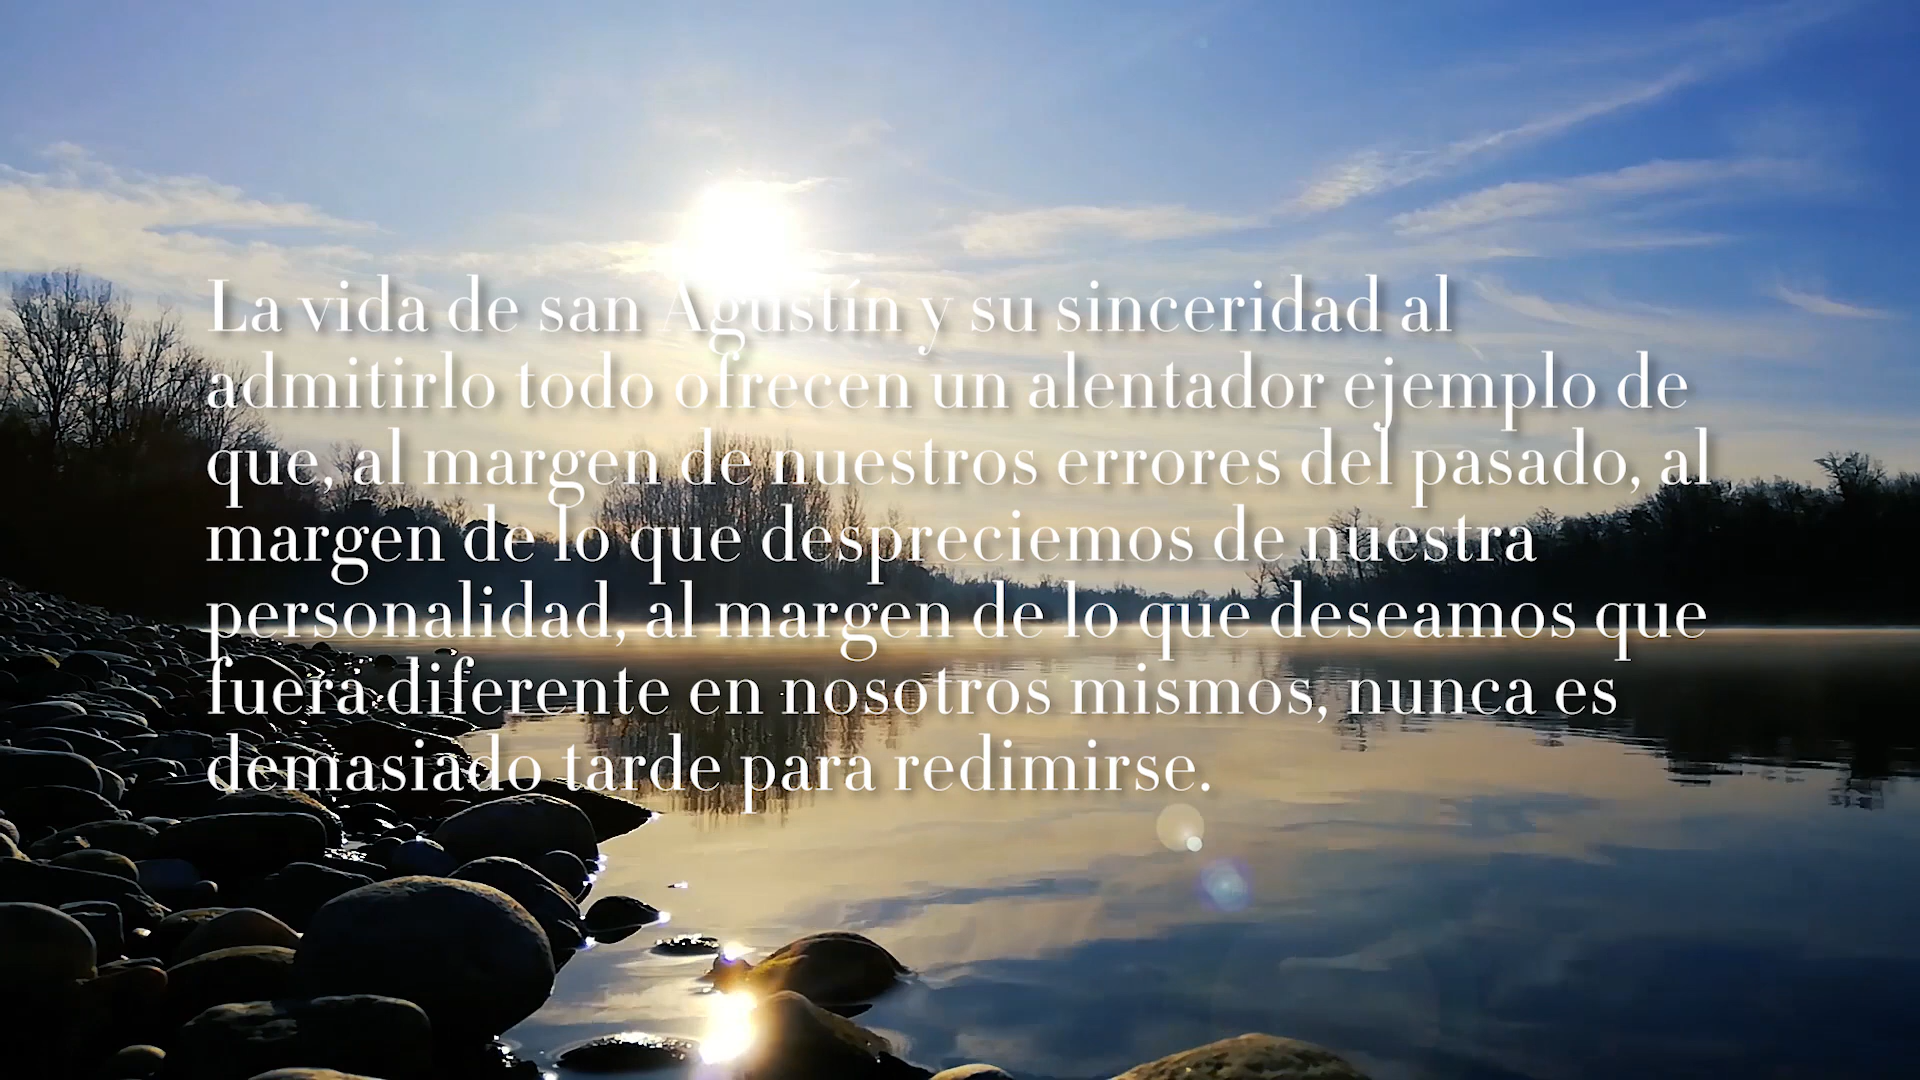 La vida de san Agustín y su sinceridad al
admitirlo todo ofrecen un alentador ejemplo de
que, al margen de nuestros errores del pasado, al
margen de lo que despreciemos de nuestra
personalidad, al margen de lo que deseamos que
fuera diferente en nosotros mismos, nunca es
demasiado tarde para redimirse.